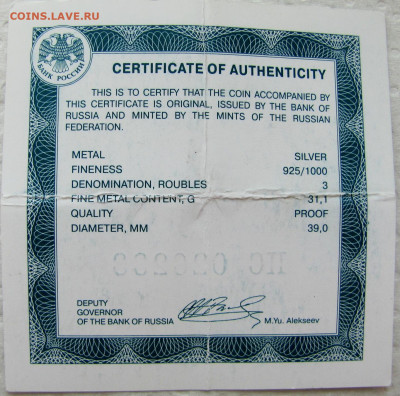 COINS.LAVE.RU
БАНК РОССИИ
CERTIFICATE OF AUTHENTICITY
THIS IS TO CERTIFY THAT THE COIN ACCOMPANIED BY
THIS CERTIFICATE IS ORIGINAL, ISSUED BY THE BANK OF
RUSSIA AND MINTED BY THE MINTS OF THE RUSSIAN
FEDERATION.
METAL SILVER
FINENESS 925/1000
DENOMINATION, ROUBLES 3
FINE METAL CONTENT, G 31,1
QUALITY PROOF
DIAMETER, MM 39,0
DEPUTY
GOVERNOR
OF THE BANK OF RUSSIA M.Yu. Alekseev